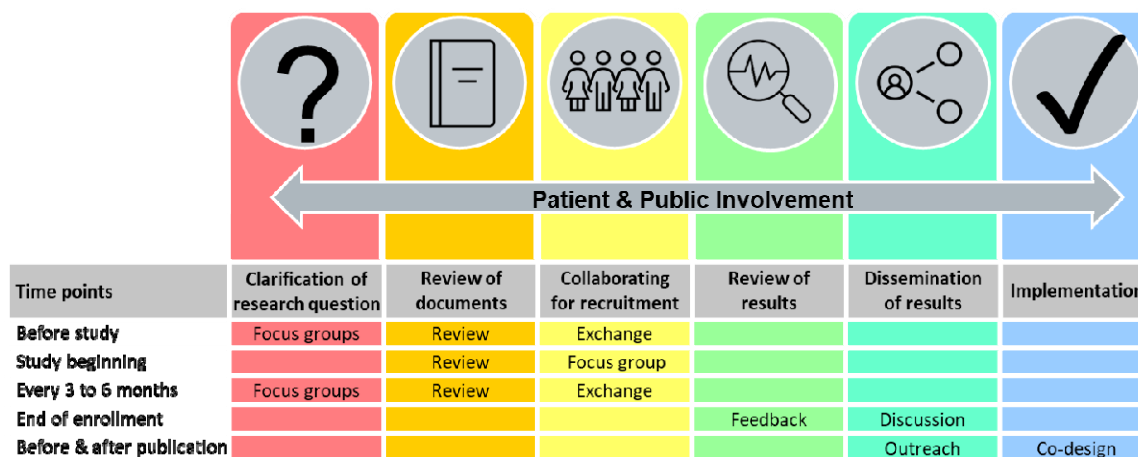 ?
Patient & Public Involvement
Time points
Clarification of
research question
Review of
documents
Collaborating
for recruitment
Review of
results
Dissemination
of results
Implementation
Before study
Focus groups
Review
Exchange
Study beginning
Review
Focus group
Every 3 to 6 months
Focus groups
Review
Exchange
End of enrollment
Feedback
Discussion
Before & after publication
Outreach
Co-design